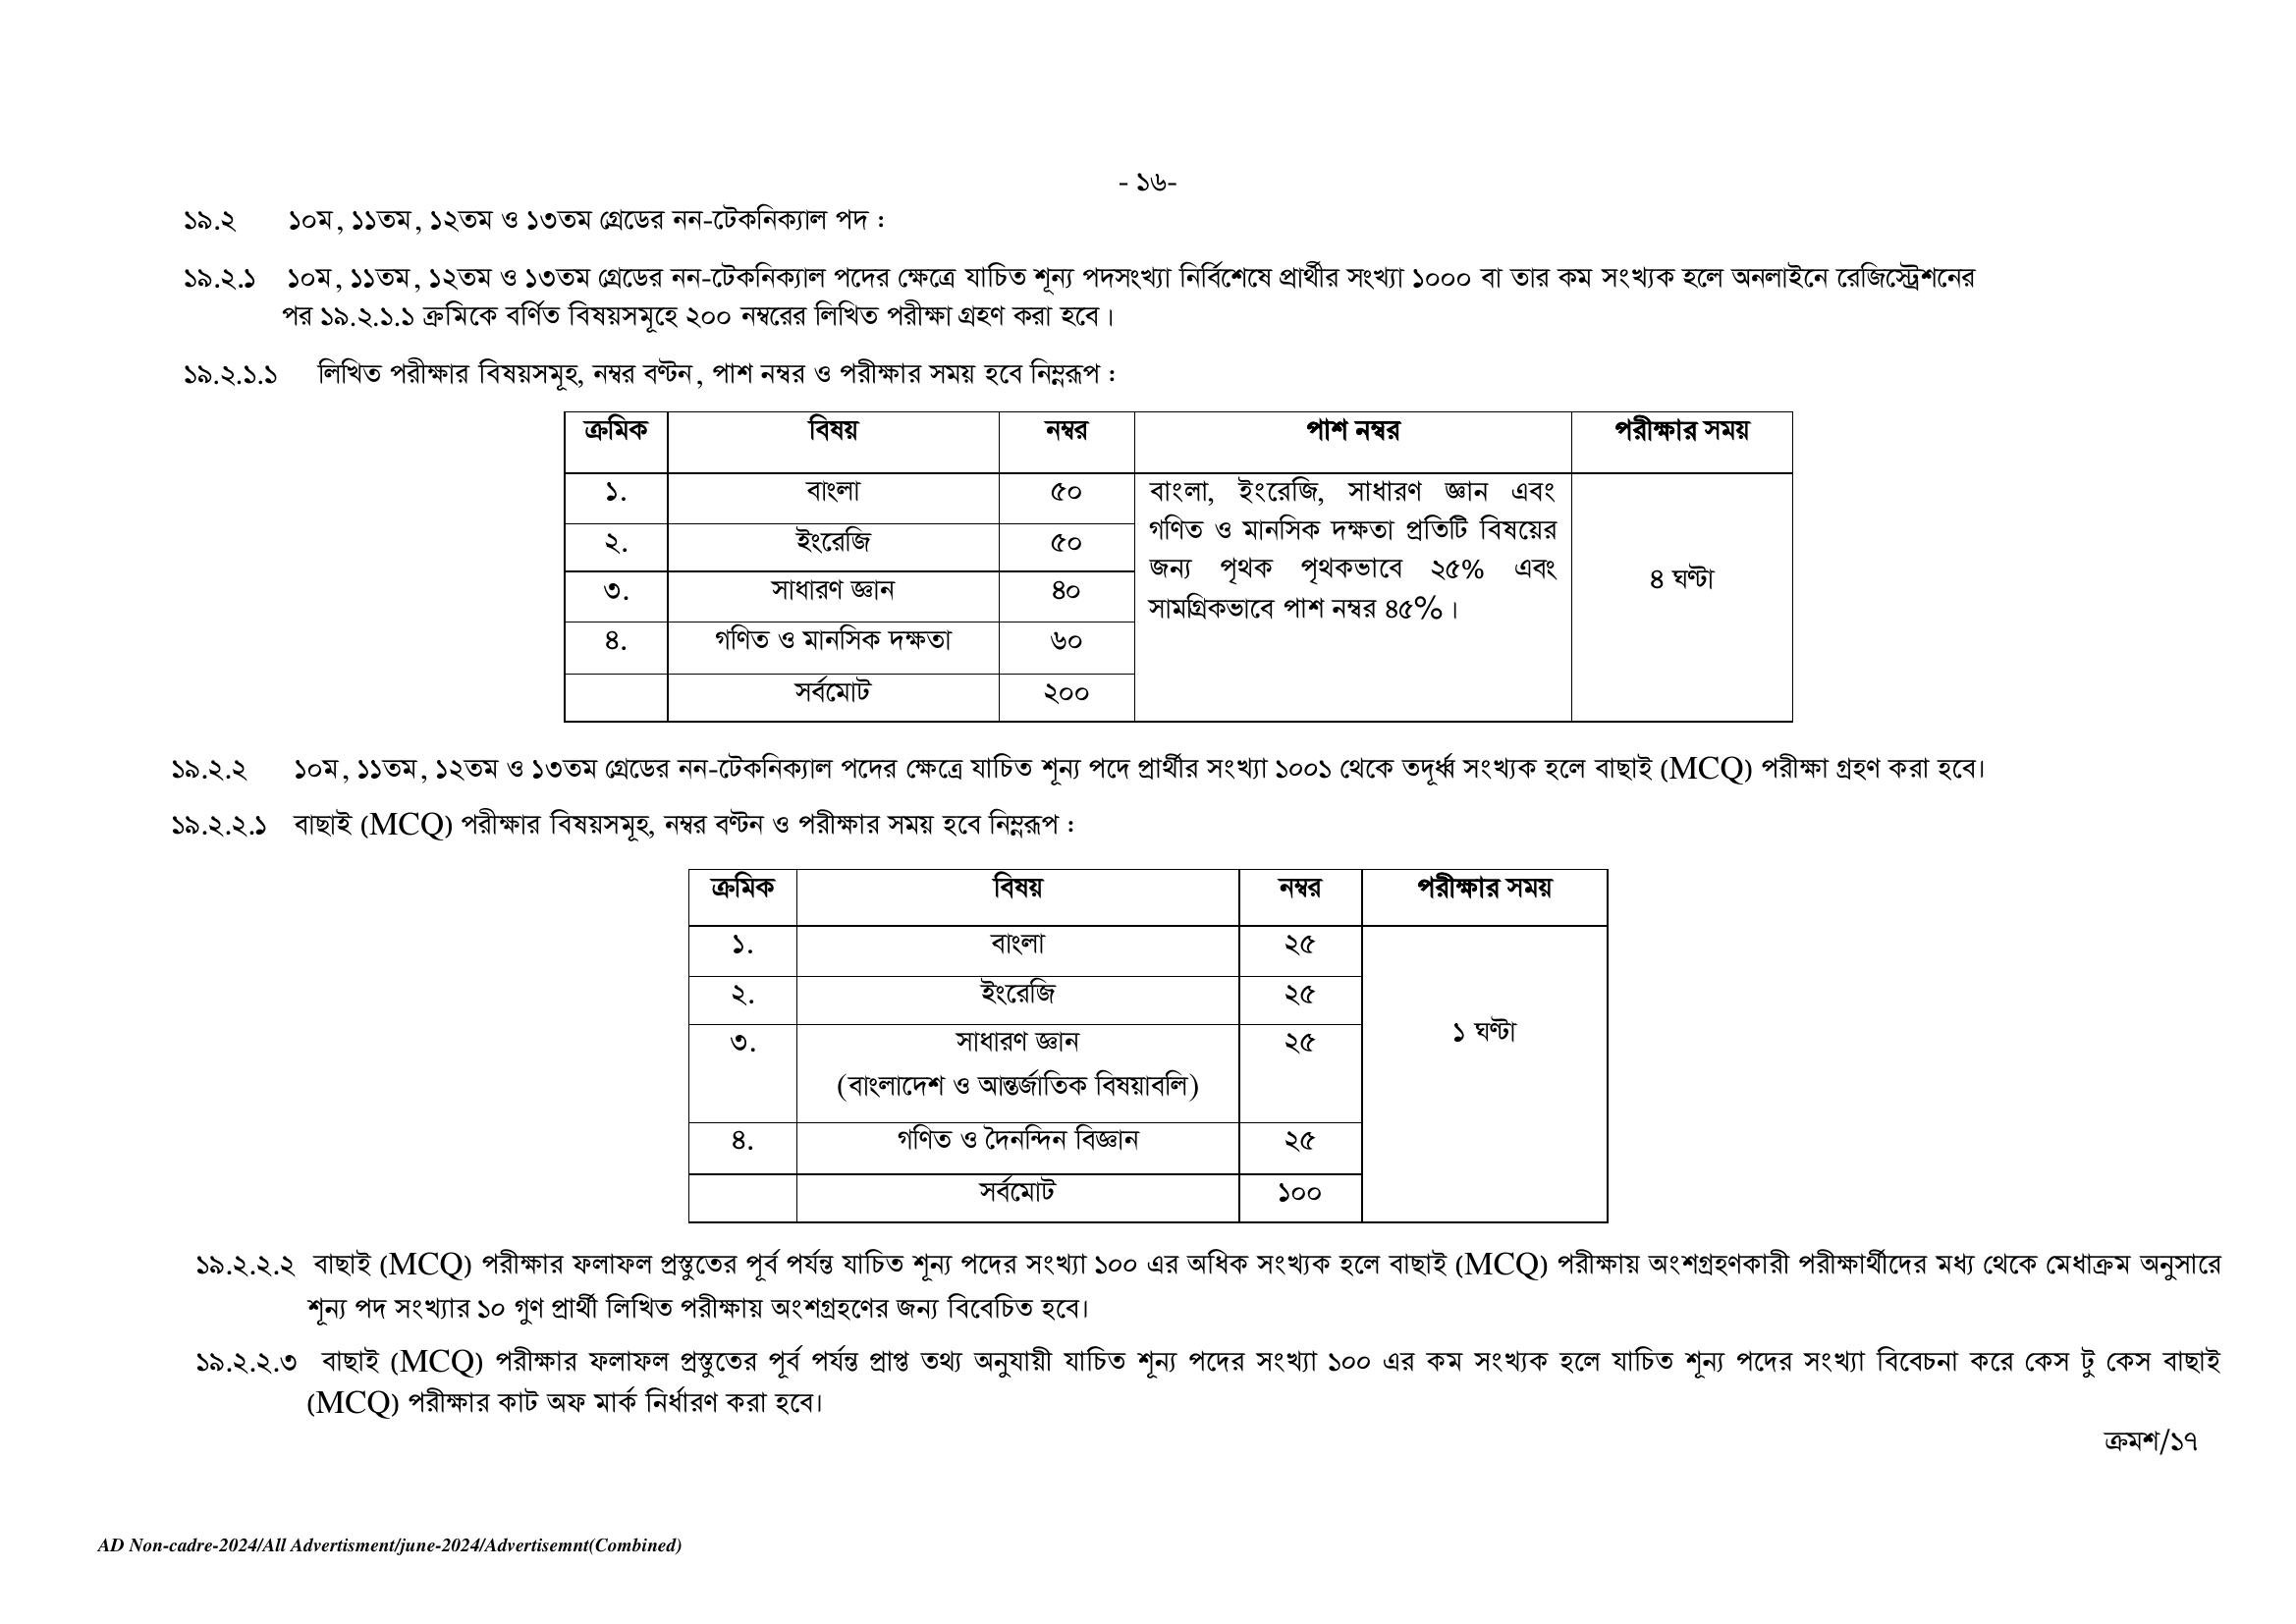 - ১৬-
১৯.২ ১০ম, ১১তম, ১২তম ও ১৩তম গ্রেডের নন-টেকনিক্যাল পদ :
১৯.২.১ ১০ম, ১১তম, ১২তম ও ১৩তম গ্রেডের নন-টেকনিক্যাল পদের ক্ষেত্রে যাচিত শূন্য পদসংখ্যা নির্বিশেষে প্রার্থীর সংখ্যা ১০০০ বা তার কম সংখ্যক হলে অনলাইনে রেজিস্ট্রেশনের
পর ১৯.২.১.১ ক্রমিকে বর্ণিত বিষয়সমূহে ২০০ নম্বরের লিখিত পরীক্ষা গ্রহণ করা হবে।
১৯.২.১.১ লিখিত পরীক্ষার বিষয়সমূহ, নম্বর বণ্টন, পাশ নম্বর ও পরীক্ষার সময় হবে নিম্নরূপ :
ক্রমিক বিষয় নম্বর পাশ নম্বর পরীক্ষার সময়
১. বাংলা ৫০ বাংলা, ইংরেজি, সাধারণ জ্ঞান এবং
গণিত ও মানসিক দক্ষতা প্রতিটি বিষয়ের
২. ইংরেজি ৫০
জন্য পৃথক পৃথকভাবে ২৫% এবং
৪ ঘণ্টা
৩. সাধারণ জ্ঞান ৪০
সামগ্রিকভাবে পাশ নম্বর ৪৫%।
৪. গণিত ও মানসিক দক্ষতা ৬০
সর্বমোট ২০০
১৯.২.২ ১০ম, ১১তম, ১২তম ও ১৩তম গ্রেডের নন-টেকনিক্যাল পদের ক্ষেত্রে যাচিত শূন্য পদে প্রার্থীর সংখ্যা ১০০১ থেকে তদূর্ধ্ব সংখ্যক হলে বাছাই (MCQ) পরীক্ষা গ্রহণ করা হবে।
১৯.২.২.১ বাছাই (MCQ) পরীক্ষার বিষয়সমূহ, নম্বর বণ্টন ও পরীক্ষার সময় হবে নিম্নরূপ :
ক্রমিক বিষয় নম্বর পরীক্ষার সময়
১. বাংলা ২৫
২. ইংরেজি ২৫
১ ঘণ্টা
৩. সাধারণ জ্ঞান ২৫
(বাংলাদেশ ও আন্তর্জাতিক বিষয়াবলি)
৪. গণিত ও দৈনন্দিন বিজ্ঞান ২৫
সর্বমোট ১০০
১৯.২.২.২ বাছাই (MCQ) পরীক্ষার ফলাফল প্রস্তুতের পূর্ব পর্যন্ত যাচিত শূন্য পদের সংখ্যা ১০০ এর অধিক সংখ্যক হলে বাছাই (MCQ) পরীক্ষায় অংশগ্রহণকারী পরীক্ষার্থীদের মধ্য থেকে মেধাক্রম অনুসারে
শূন্য পদ সংখ্যার ১০ গুণ প্রার্থী লিখিত পরীক্ষায় অংশগ্রহণের জন্য বিবেচিত হবে।
১৯.২.২.৩ বাছাই (MCQ) পরীক্ষার ফলাফল প্রস্তুতের পূর্ব পর্যন্ত প্রাপ্ত তথ্য অনুযায়ী যাচিত শূন্য পদের সংখ্যা ১০০ এর কম সংখ্যক হলে যাচিত শূন্য পদের সংখ্যা বিবেচনা করে কেস টু কেস বাছাই
(MCQ) পরীক্ষার কাট অফ মার্ক নির্ধারণ করা হবে।
ক্রমশ/১৭
AD Non-cadre-2024/All Advertisment/june-2024/Advertisemnt(Combined)